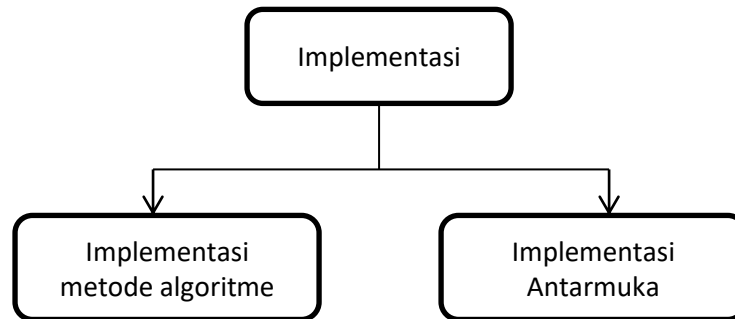 Implementasi
Implementasi
metode algoritme
Implementasi
Antarmuka